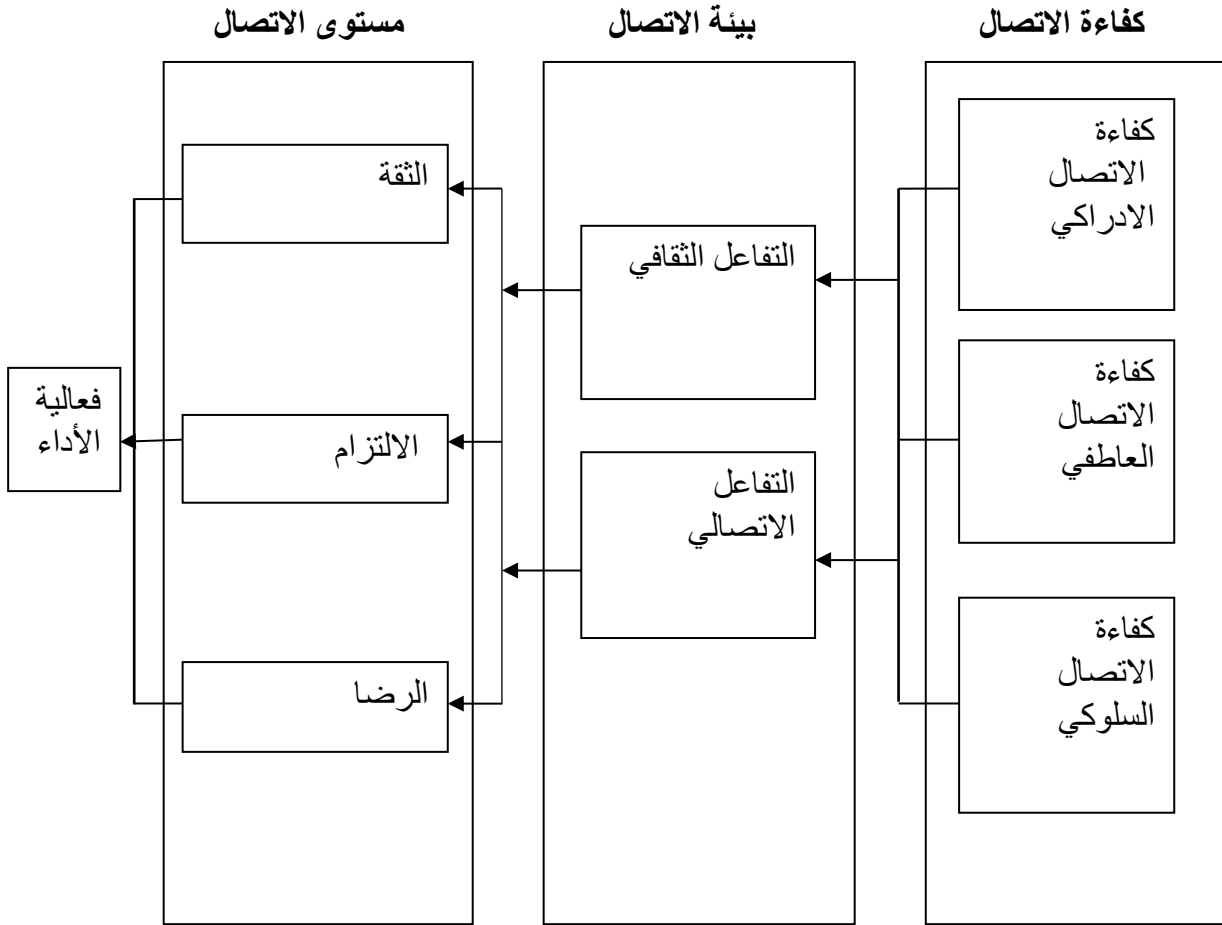 كفاءة الاتصال
بيئة الاتصال
مستوى الاتصال
كفاءة
الاتصال
الادراكي
كفاءة
الاتصال
العاطفي
كفاءة
الاتصال
السلوكي
التفاعل الثقافي
التفاعل
الاتصالي
الثقة
الالتزام
الرضا
فعالية
الأداء